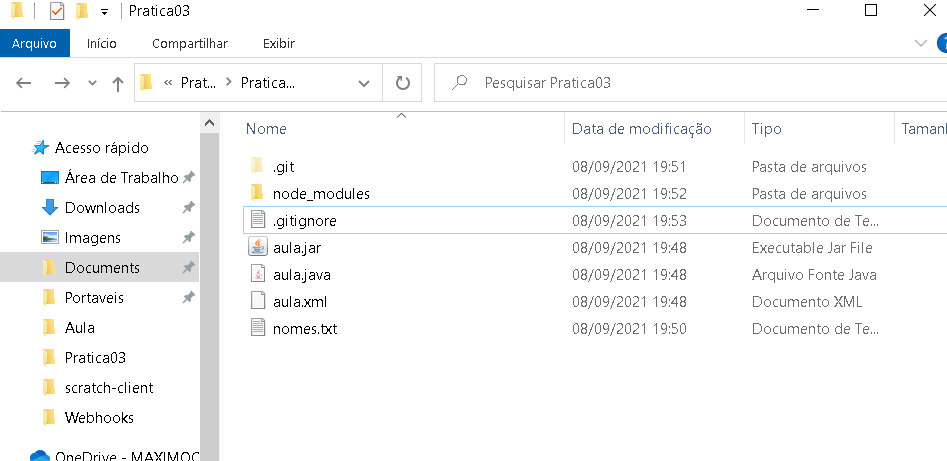 Pratica03
Arquivo Início Compartilhar Exibir
« Prat... > Pratica... Pesquisar Pratica03
Nome Data de modificação Tipo Tamanh
Acesso rápido
Área de Trabalho
Downloads
Imagens
Documents
Portaveis
Aula
Pratica03
scratch-client
Webhooks
OneDrive - MAXIMOC
.git 08/09/2021 19:51 Pasta de arquivos
node_modules 08/09/2021 19:52 Pasta de arquivos
.gitignore 08/09/2021 19:53 Documento de Te...
aula.jar 08/09/2021 19:48 Executable Jar File
aula.java 08/09/2021 19:48 Arquivo Fonte Java
aula.xml 08/09/2021 19:48 Documento XML
nomes.txt 08/09/2021 19:50 Documento de Te...